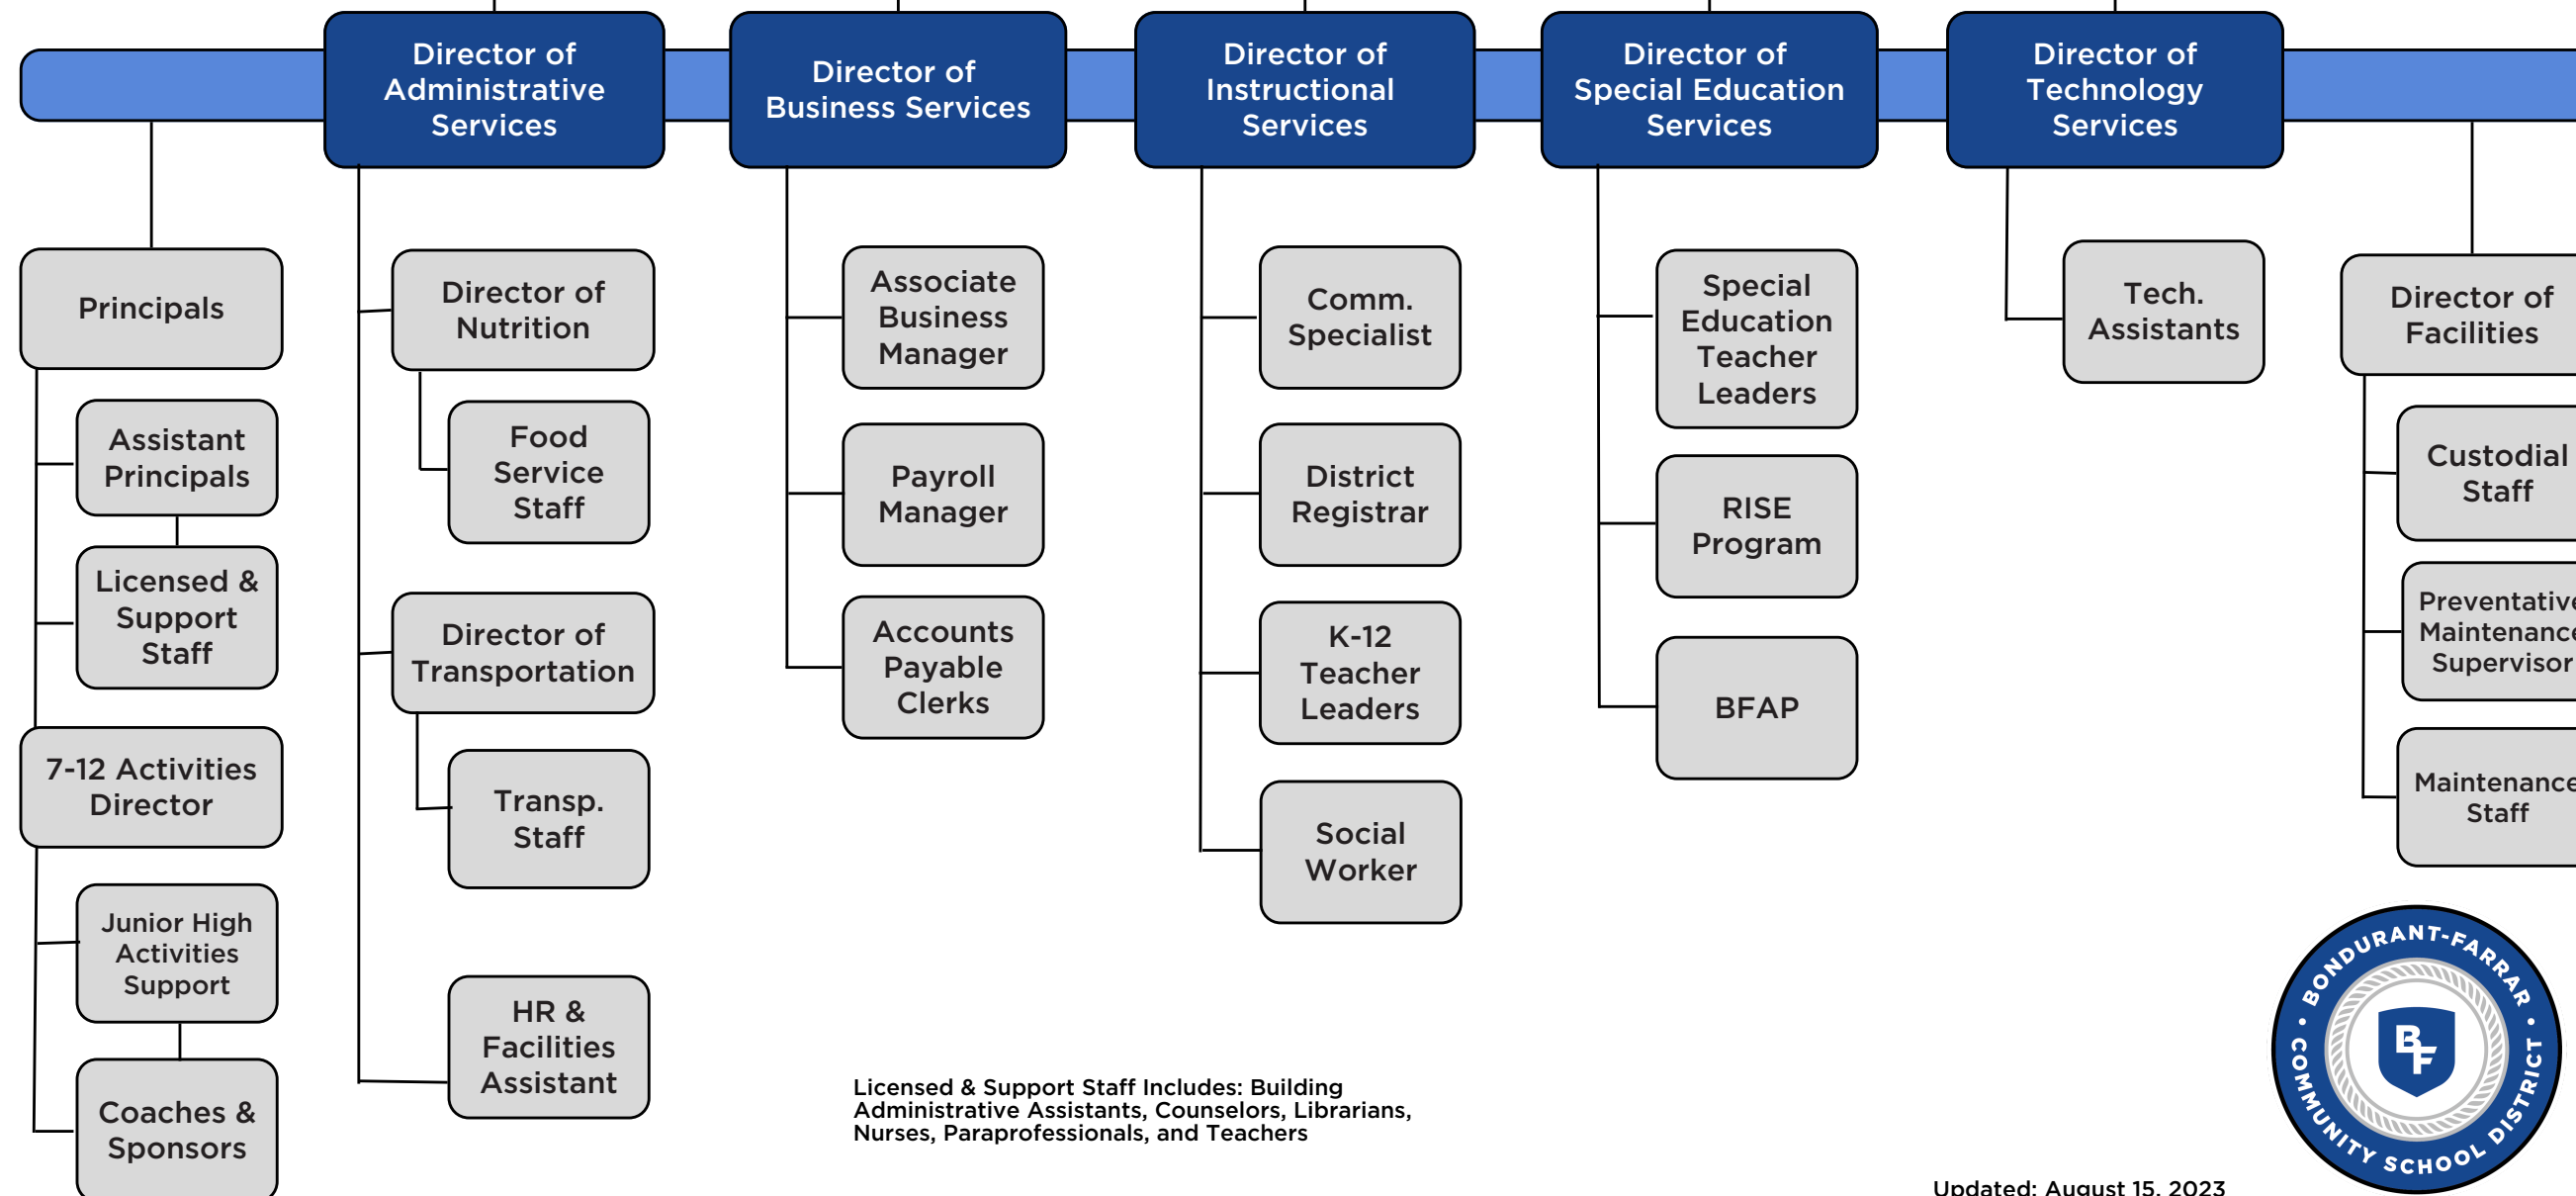 Director of
Administrative
Services
Director of
Business Services
Director of
Instructional
Services
Director of
Special Education
Services
Director of
Technology
Services
Principals
Assistant
Principals
Licensed &
Support
Staff
7-12 Activities
Director
Junior High
Activities
Support
Coaches &
Sponsors
Director of
Nutrition
Food
Service
Staff
Director of
Transportation
Transp.
Staff
HR &
Facilities
Assistant
Associate
Business
Manager
Payroll
Manager
Accounts
Payable
Clerks
Comm.
Specialist
District
Registrar
K-12
Teacher
Leaders
Social
Worker
Special
Education
Teacher
Leaders
RISE
Program
BFAP
Tech.
Assistants
Director of
Facilities
Custodial
Staff
Preventative
Maintenance
Supervisor
Maintenance
Staff
Licensed & Support Staff Includes: Building
Administrative Assistants, Counselors, Librarians,
Nurses, Paraprofessionals, and Teachers
BONDURANT-FARRAR
BF
• COMMUNITY SCHOOL DISTRICT •
Updated: August 15, 2023